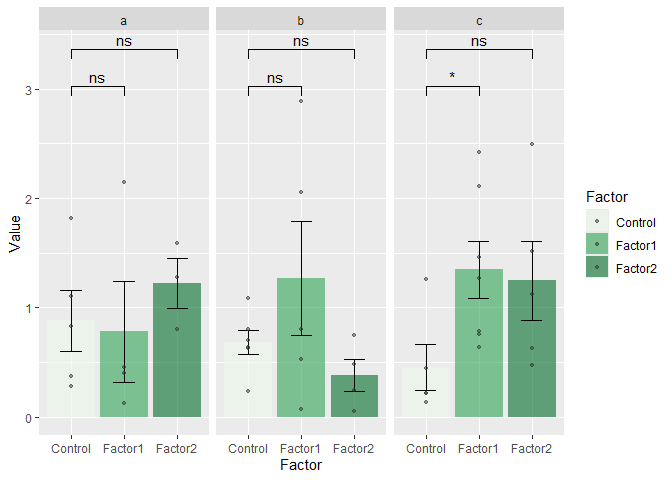 a b c
ns ns ns
ns ns *
3
2
1
0
Value
Control Factor1 Factor2 Control Factor1 Factor2 Control Factor1 Factor2
Factor
Factor
Control
Factor1
Factor2